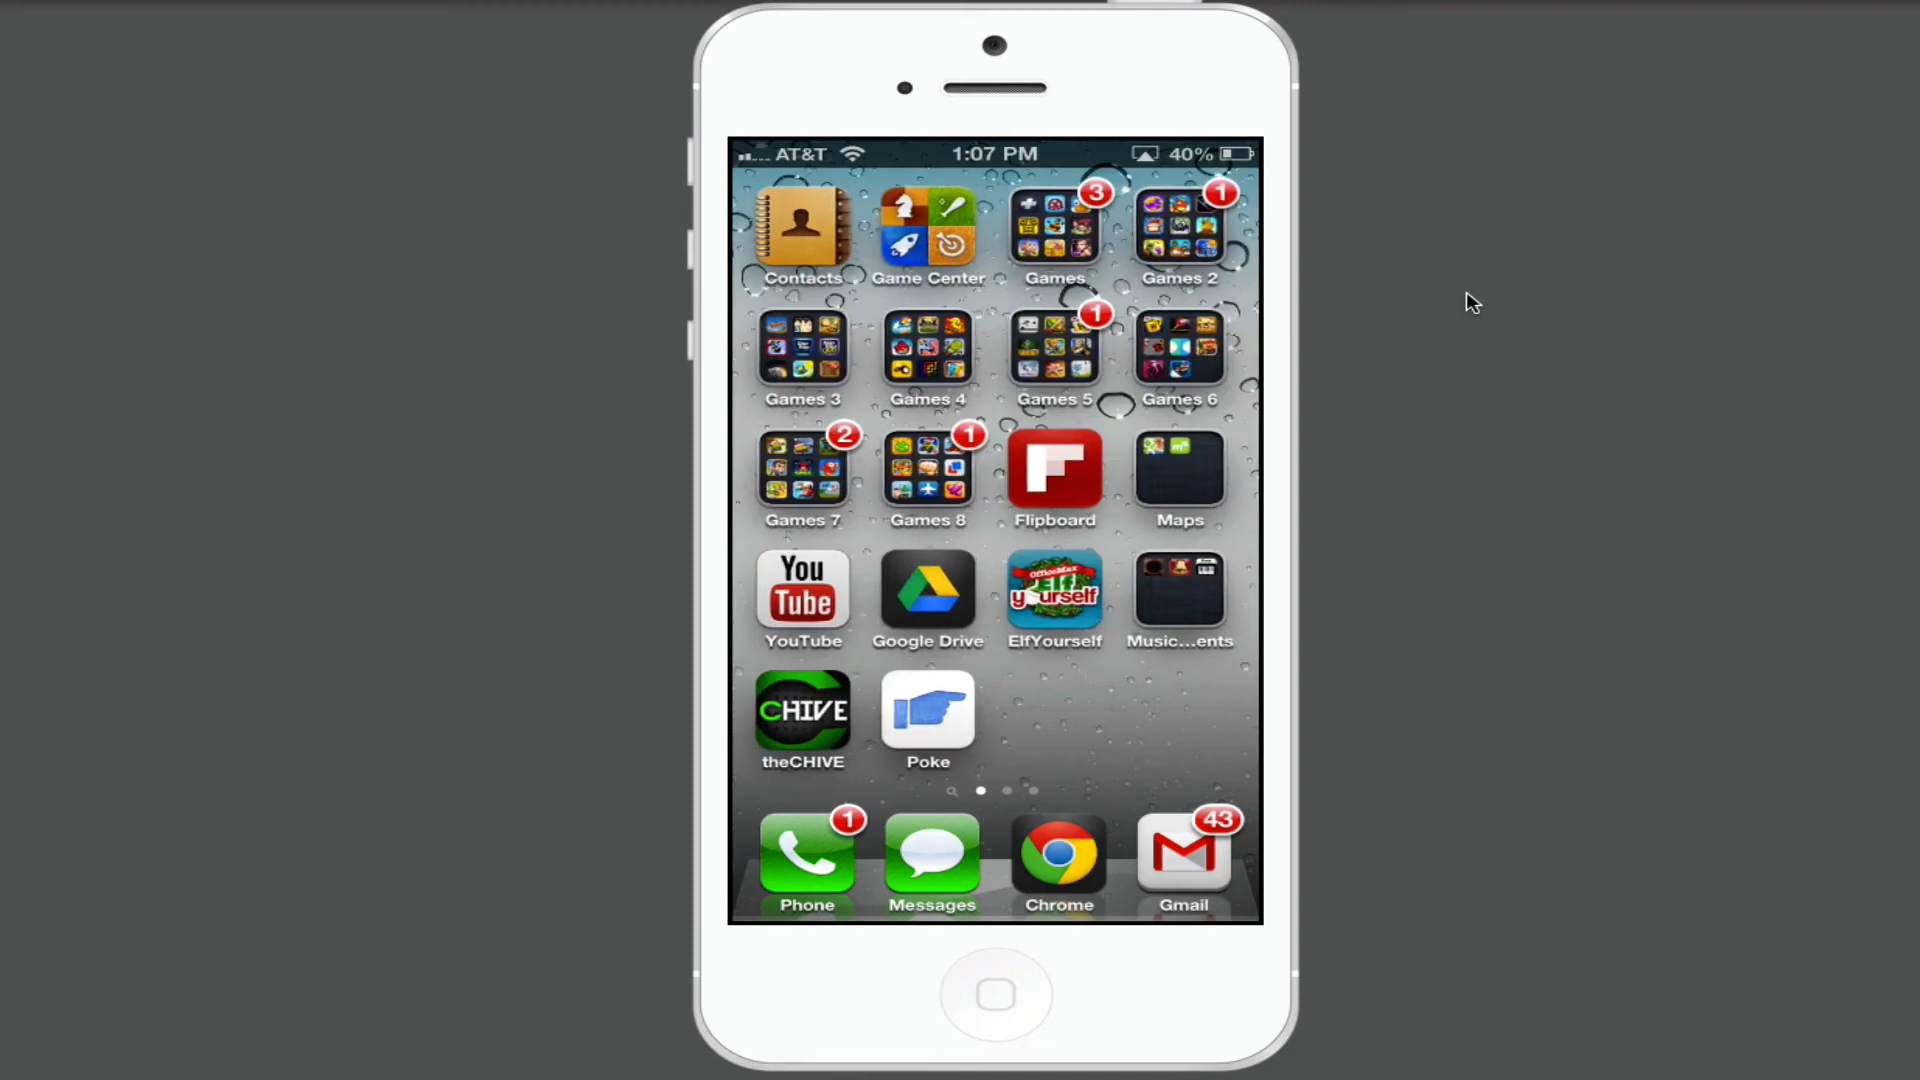 AT&T 1:07 PM 40%
3 1
Contacts Game Center Games Games 2
1
Games 3 Games 4 Games 5 Games 6
2 1
Games 7 Games 8 Flipboard Maps
You
Tube
OfficeMax
Elf
yourself
YouTube Google Drive ElfYourself Music...ents
CHIVE
theCHIVE Poke
1 43
Phone Messages Chrome Gmail